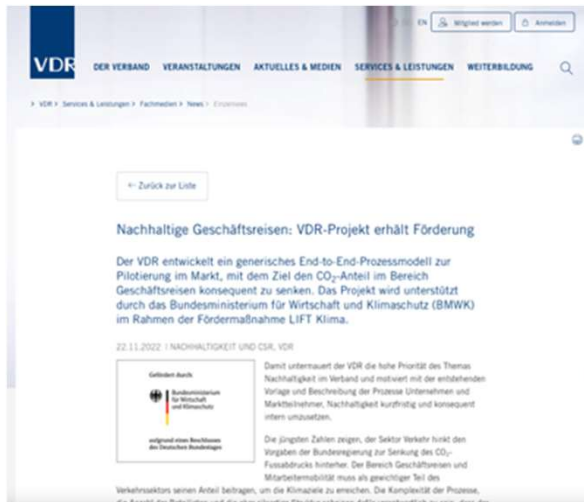 EN Mitglied werden Anmelden
VDR DER VERBAND VERANSTALTUNGEN AKTUELLES & MEDIEN SERVICES & LEISTUNGEN WEITERBILDUNG
> VDR > Services & Leistungen > Fachmedien > News > Einzelnews
← Zurück zur Liste
Nachhaltige Geschäftsreisen: VDR-Projekt erhält Förderung
Der VDR entwickelt ein generisches End-to-End-Prozessmodell zur
Pilotierung im Markt, mit dem Ziel den CO₂-Anteil im Bereich
Geschäftsreisen konsequent zu senken. Das Projekt wird unterstützt
durch das Bundesministerium für Wirtschaft und Klimaschutz (BMWK)
im Rahmen der Fördermaßnahme LIFT Klima.
22.11.2022 | NACHHALTIGKEIT UND CSR, VDR
Gefördert durch:
Bundesministerium
für Wirtschaft
und Klimaschutz
aufgrund eines Beschlusses
des Deutschen Bundestages
Damit untermauert der VDR die hohe Priorität des Themas
Nachhaltigkeit im Verband und motiviert mit der entstehenden
Vorlage und Beschreibung der Prozesse Unternehmen und
Marktteilnehmer, Nachhaltigkeit kurzfristig und konsequent
intern umzusetzen.
Die jüngsten Zahlen zeigen, der Sektor Verkehr hinkt den
Vorgaben der Bundesregierung zur Senkung des CO₂-
Fussabdrucks hinterher. Der Bereich Geschäftsreisen und
Mitarbeitermobilität muss als gewichtiger Teil des
Verkehrssektors seinen Anteil beitragen, um die Klimaziele zu erreichen. Die Komplexität der Prozesse,